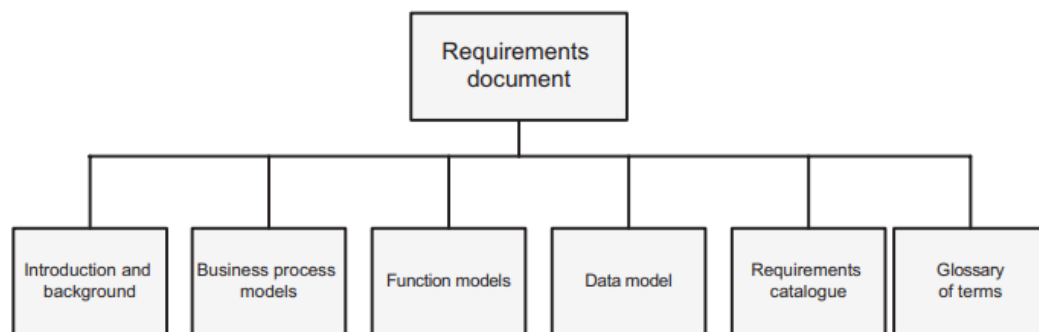 Requirements
document
Introduction and
background
Business process
models
Function models
Data model
Requirements
catalogue
Glossary
of terms